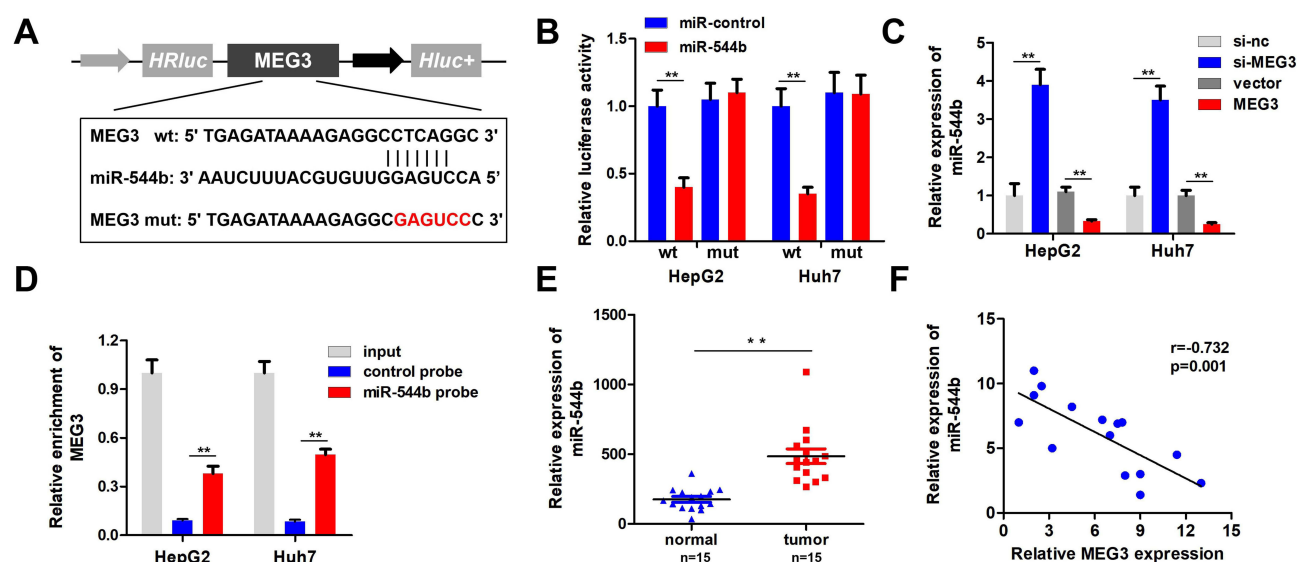 A
HRluc
MEG3
Hluc+
MEG3 wt: 5' TGAGATAAAAGAGGCCTCAGGC 3'
miR-544b: 3' AAUCUUUACGUGUUGGAGUCCA 5’
MEG3 mut: 5' TGAGATAAAAGAGGCGAGUCCC 3'
B
miR-control
miR-544b
Relative luciferase activity
1.5
1.0
0.5
0.0
**
**
wt
mut
wt
mut
HepG2
Huh7
C
si-nc
si-MEG3
vector
MEG3
Relative expression of
miR-544b
5
4
3
2
1
0
**
**
**
**
HepG2
Huh7
D
input
control probe
miR-544b probe
Relative enrichment of
MEG3
1.2
0.9
0.6
0.3
0.0
**
**
HepG2
Huh7
E
Relative expression of
miR-544b
1500
1000
500
0
* *
normal
tumor
n=15
n=15
F
Relative expression of
miR-544b
15
10
5
0
r=-0.732
p=0.001
0
3
6
9
12
15
Relative MEG3 expression